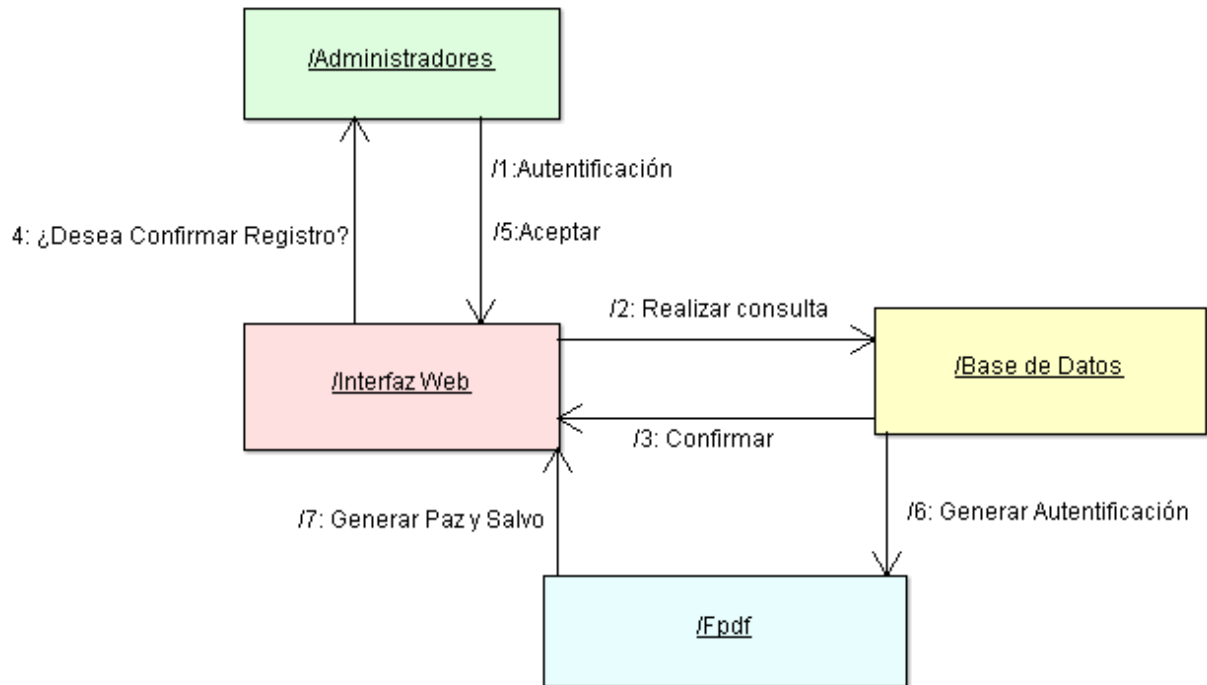 /Administradores
/1:Autentificación
4: ¿Desea Confirmar Registro?
/5:Aceptar
/2: Realizar consulta
/Interfaz Web
/Base de Datos
/3: Confirmar
/7: Generar Paz y Salvo
/6: Generar Autentificación
/Fpdf